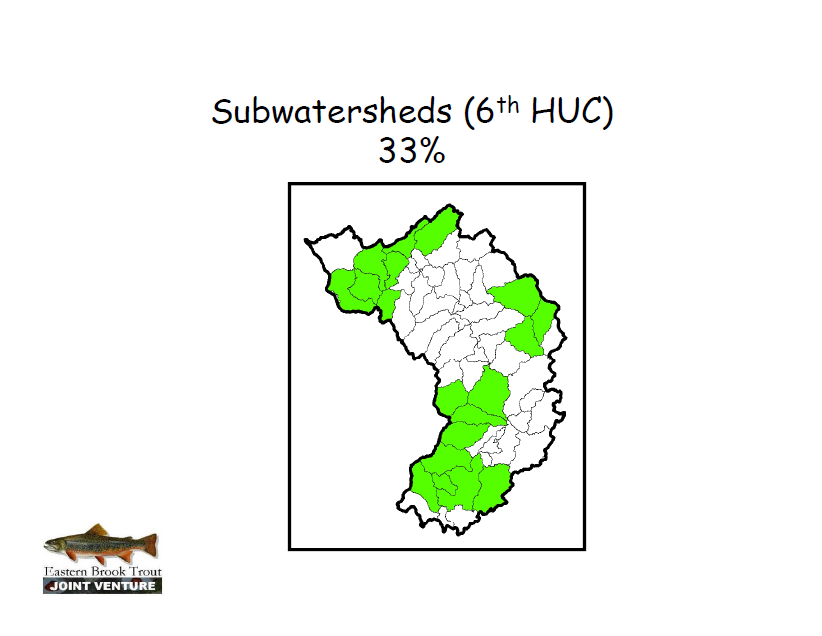 Subwatersheds (6th HUC)
33%
Eastern Brook Trout
JOINT VENTURE